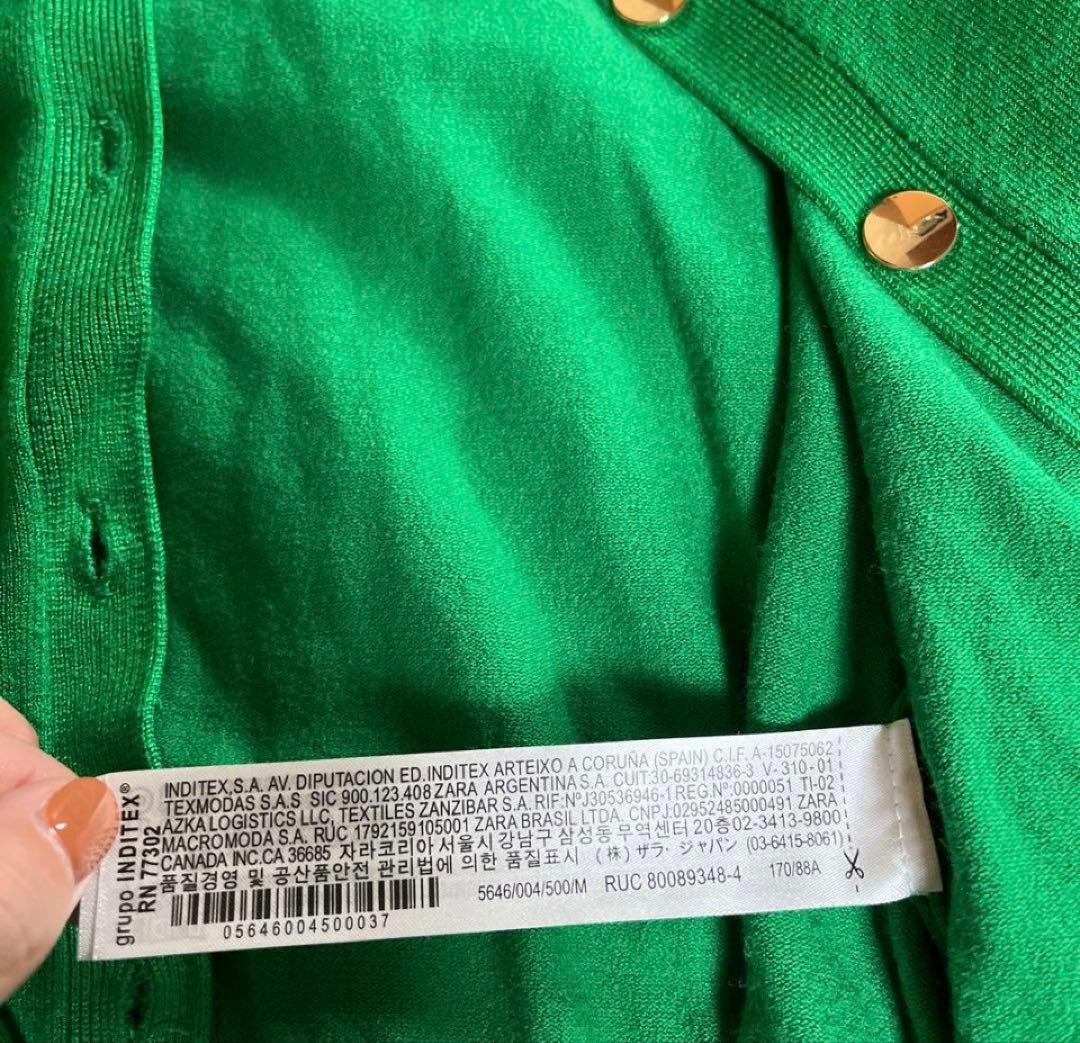 INDITEX,S.A. AV. DIPUTACION ED.INDITEX ARTEIXO A CORUÑA (SPAIN) C.I.F. A-15075062
TEXMODAS S.A.S SIC 900.123.408 ZARA ARGENTINA S.A. CUIT:30-69314836-3 V-310-01
AZKA LOGISTICS LLC, TEXTILES ZANZIBAR S.A. RIF:NºJ30536946-1 REG.Nº:0000051 TI-02
MACROMODA S.A. RUC 1792159105001 ZARA BRASIL LTDA. CNPJ.02952485000491 ZARA
CANADA INC.CA 36685 자라코리아 서울시 강남구 삼성동 무역센터 20층 02-3413-9800
품질경영 및 공산품안전 관리법에 의한 품질표시 (株) ザラ・ジャパン (03-6415-8061)
5646/004/500/M RUC 80089348-4 170/88A
05646004500037
grupo INDITEX®
RN 77302